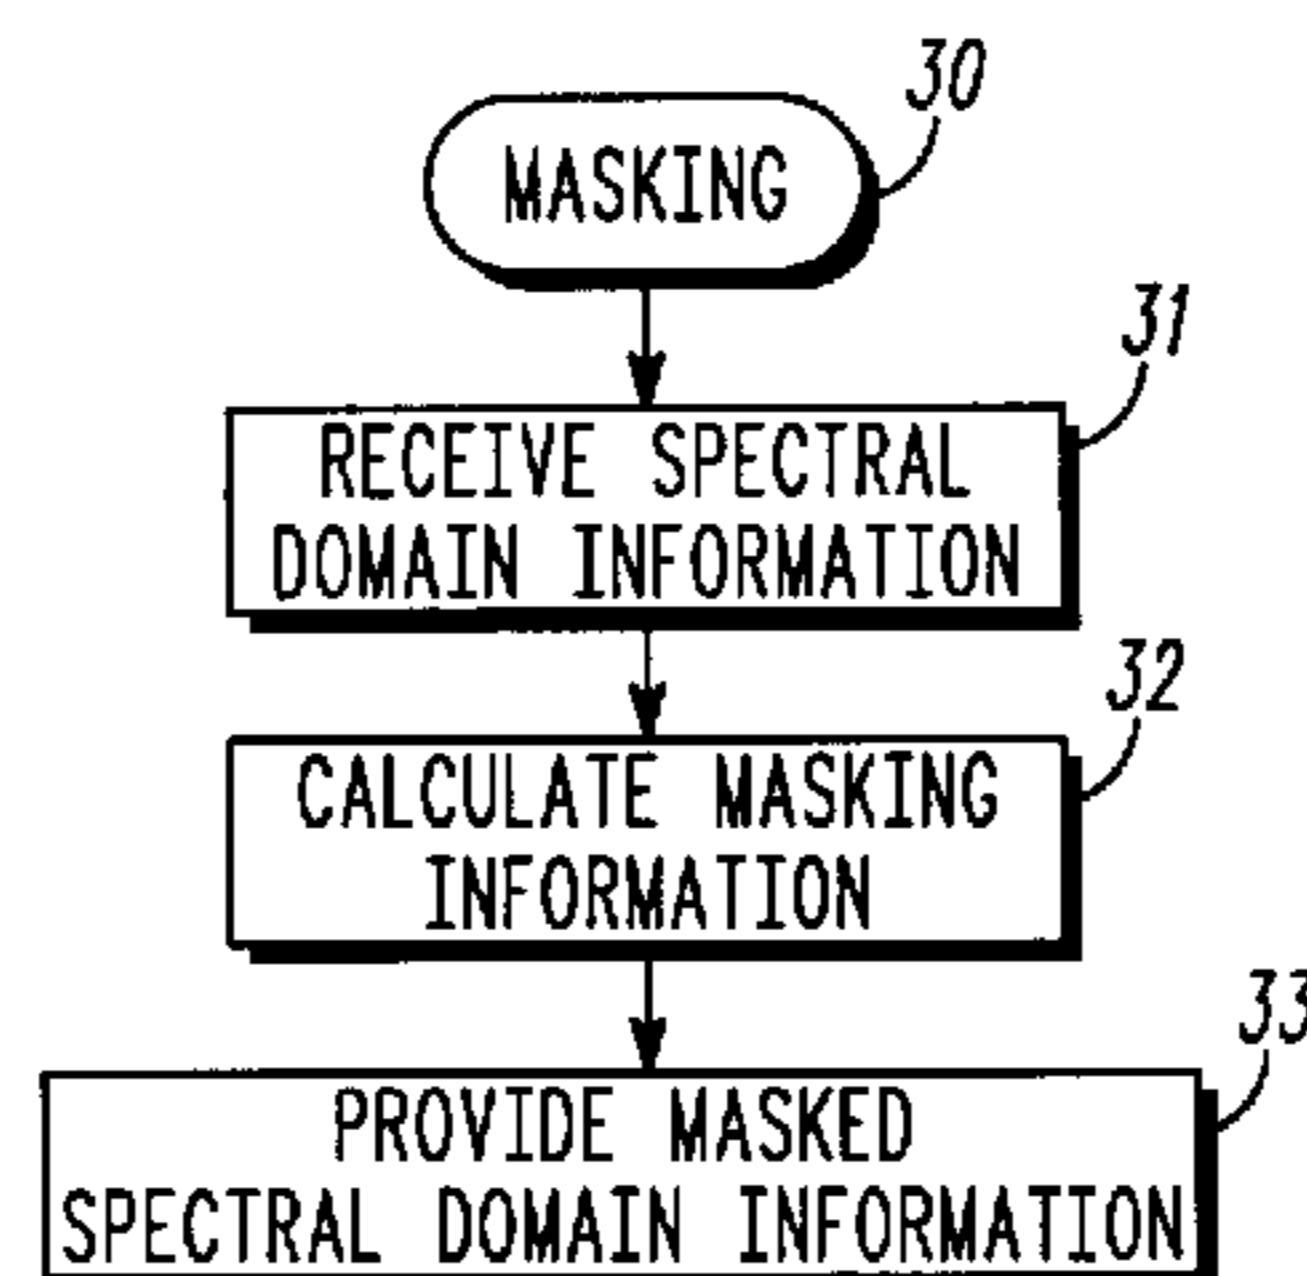 30
MASKING
31
RECEIVE SPECTRAL
DOMAIN INFORMATION
32
CALCULATE MASKING
INFORMATION
33
PROVIDE MASKED
SPECTRAL DOMAIN INFORMATION